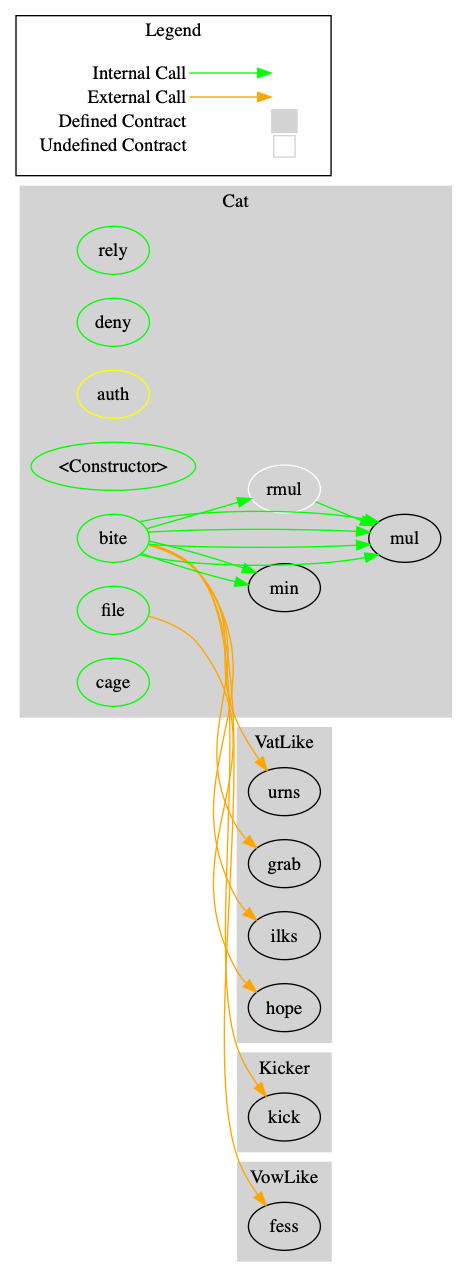 Legend
Internal Call
External Call
Defined Contract
Undefined Contract
Cat
rely
deny
auth
<Constructor>
rmul
bite
mul
min
file
cage
VatLike
urns
grab
ilks
hope
Kicker
kick
VowLike
fess